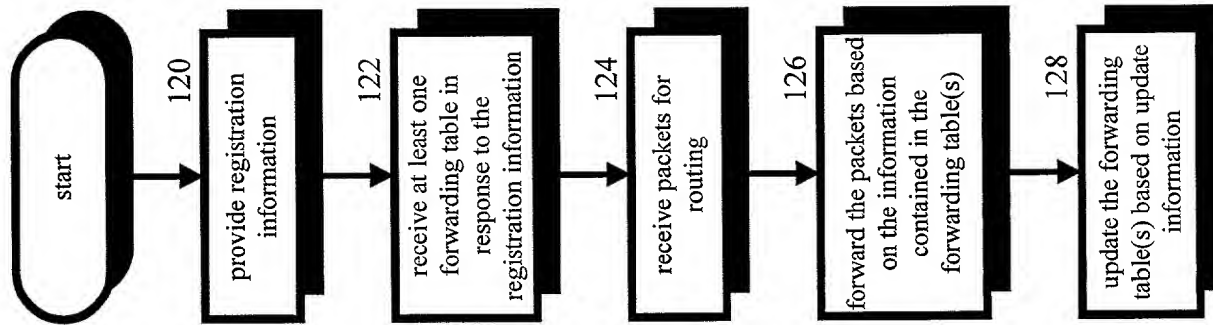 start
120
provide registration
information
122
receive at least one
forwarding table in
response to the
registration information
124
receive packets for
routing
126
forward the packets based
on the information
contained in the
forwarding table(s)
128
update the forwarding
table(s) based on update
information